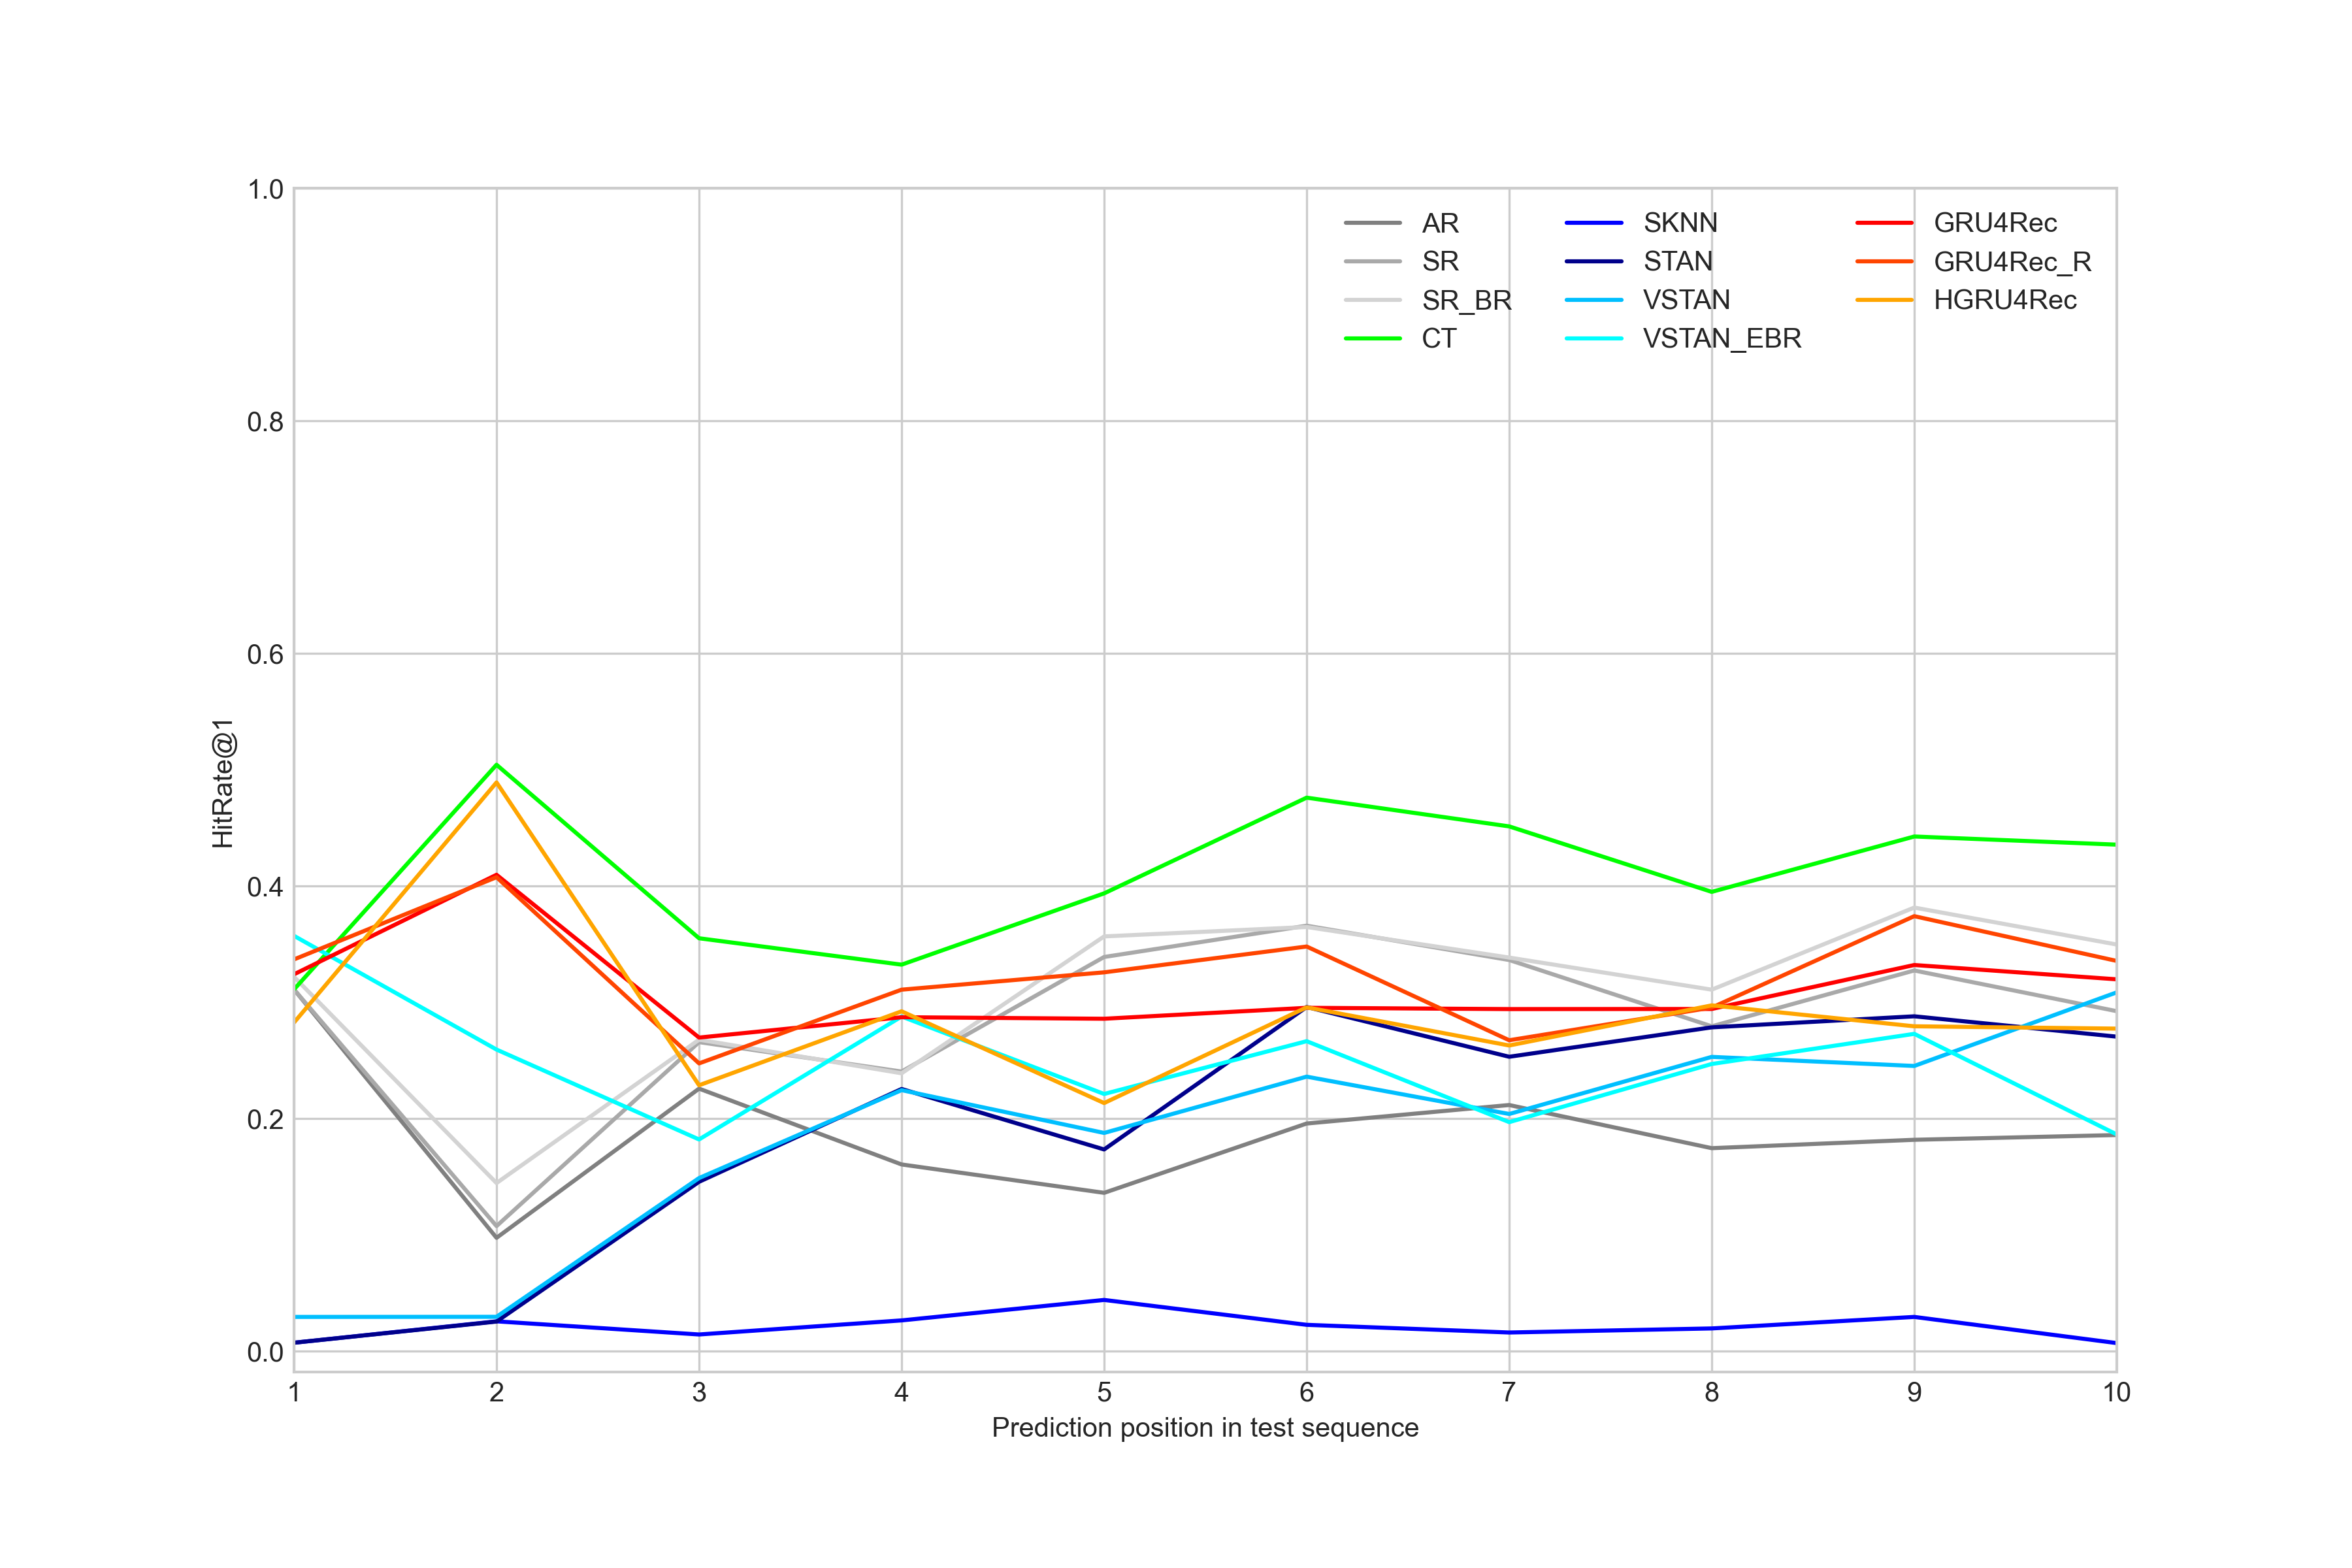 1.0
0.8
0.6
0.4
0.2
0.0
HitRate@1
AR
SR
SR_BR
CT
SKNN
STAN
VSTAN
VSTAN_EBR
GRU4Rec
GRU4Rec_R
HGRU4Rec
1 2 3 4 5 6 7 8 9 10
Prediction position in test sequence